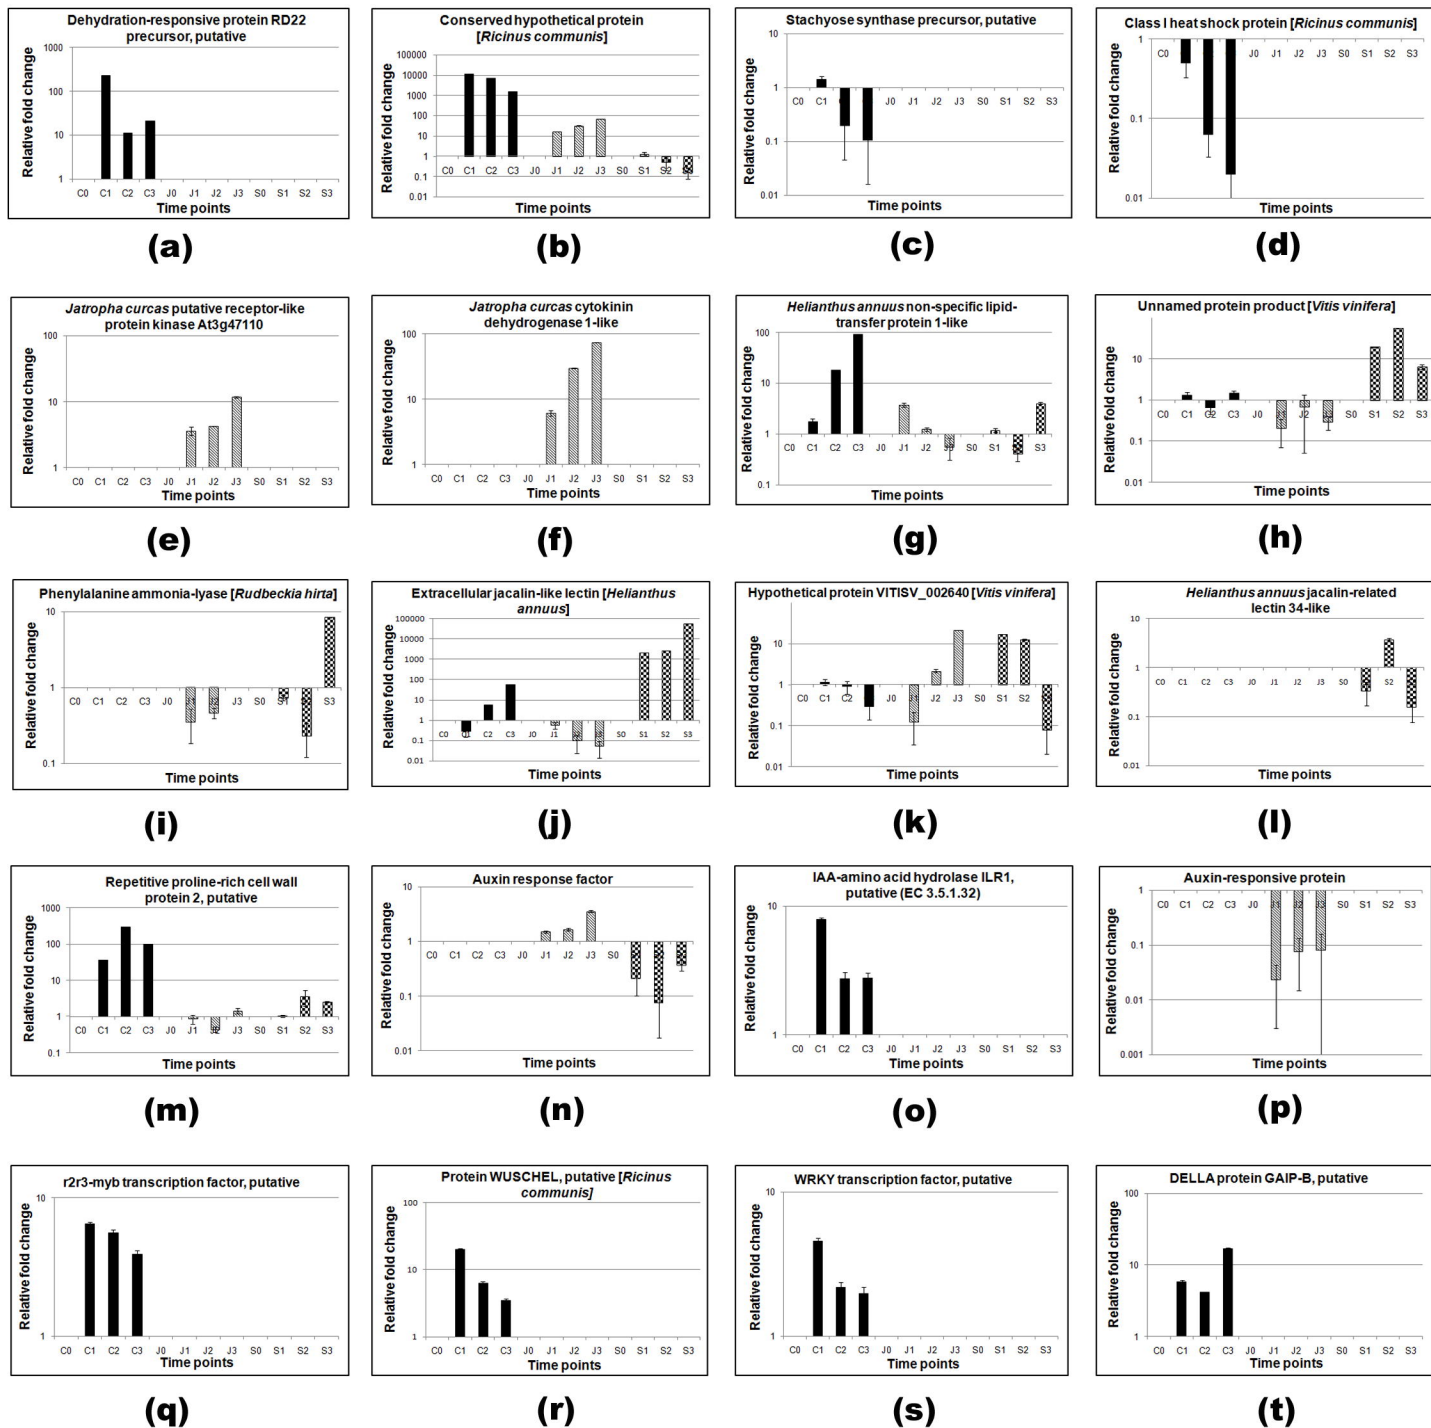 Dehydration-responsive protein RD22
precursor, putative
Relative fold change
1000
100
10
1
C0 C1 C2 C3 J0 J1 J2 J3 S0 S1 S2 S3
Time points
(a)
Conserved hypothetical protein
[Ricinus communis]
Relative fold change
100000
10000
1000
100
10
1
0.1
0.01
C0 C1 C2 C3 J0 J1 J2 J3 S0 S1 S2
Time points
(b)
Stachyose synthase precursor, putative
Relative fold change
10
1
0.1
0.01
C0 C1 J0 J1 J2 J3 S0 S1 S2 S3
Time points
(c)
Class I heat shock protein [Ricinus communis]
Relative fold change
1
0.1
0.01
C0 J0 J1 J2 J3 S0 S1 S2 S3
Time points
(d)
Jatropha curcas putative receptor-like
protein kinase At3g47110
Relative fold change
100
10
1
C0 C1 C2 C3 J0 J1 J2 J3 S0 S1 S2 S3
Time points
(e)
Jatropha curcas cytokinin
dehydrogenase 1-like
Relative fold change
100
10
1
C0 C1 C2 C3 J0 J1 J2 J3 S0 S1 S2 S3
Time points
(f)
Helianthus annuus non-specific lipid-
transfer protein 1-like
Relative fold change
100
10
1
0.1
C0 C1 C2 C3 J0 J1 J2 J3 S0 S1 S3
Time points
(g)
Unnamed protein product [Vitis vinifera]
Relative fold change
10
1
0.1
0.01
C0 C1 C2 C3 J0 J1 J2 J3 S0 S1 S2 S3
Time points
(h)
Phenylalanine ammonia-lyase [Rudbeckia hirta]
Relative fold change
10
1
0.1
C0 C1 C2 C3 J0 J1 J2 J3 S0 S1 S3
Time points
(i)
Extracellular jacalin-like lectin [Helianthus
annuus]
Relative fold change
100000
10000
1000
100
10
1
0.1
0.01
C0 C1 C2 C3 J0 J1 J2 J3 S0 S1 S2 S3
Time points
(j)
Hypothetical protein VITISV_002640 [Vitis vinifera]
Relative fold change
10
1
0.1
0.01
C0 C1 C2 J0 J1 J2 J3 S0 S1 S2
Time points
(k)
Helianthus annuus jacalin-related
lectin 34-like
Relative fold change
10
1
0.1
0.01
C0 C1 C2 C3 J0 J1 J2 J3 S0 S2
Time points
(l)
Repetitive proline-rich cell wall
protein 2, putative
Relative fold change
1000
100
10
1
0.1
C0 C1 C2 C3 J0 J1 J2 J3 S0 S1 S2 S3
Time points
(m)
Auxin response factor
Relative fold change
10
1
0.1
0.01
C0 C1 C2 C3 J0 J1 J2 J3 S0
Time points
(n)
IAA-amino acid hydrolase ILR1,
putative (EC 3.5.1.32)
Relative fold change
10
1
C0 C1 C2 C3 J0 J1 J2 J3 S0 S1 S2 S3
Time points
(o)
Auxin-responsive protein
Relative fold change
1
0.1
0.01
0.001
C0 C1 C2 C3 J0 J1 J2 J3 S0 S1 S2 S3
Time points
(p)
r2r3-myb transcription factor, putative
Relative fold change
10
1
C0 C1 C2 C3 J0 J1 J2 J3 S0 S1 S2 S3
Time points
(q)
Protein WUSCHEL, putative [Ricinus
communis]
Relative fold change
100
10
1
C0 C1 C2 C3 J0 J1 J2 J3 S0 S1 S2 S3
Time points
(r)
WRKY transcription factor, putative
Relative fold change
10
1
C0 C1 C2 C3 J0 J1 J2 J3 S0 S1 S2 S3
Time points
(s)
DELLA protein GAIP-B, putative
Relative fold change
100
10
1
C0 C1 C2 C3 J0 J1 J2 J3 S0 S1 S2 S3
Time points
(t)